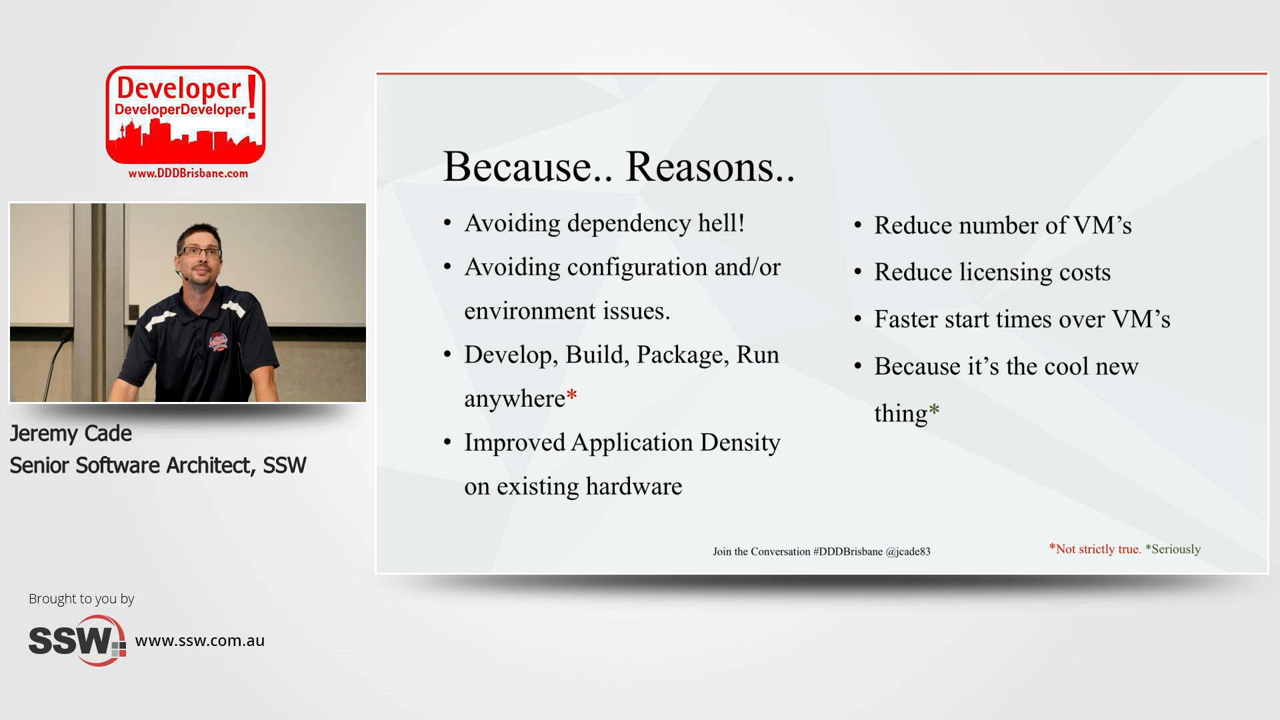 Developer!
DeveloperDeveloper
www.DDDBrisbane.com
Jeremy Cade
Senior Software Architect, SSW
Brought to you by
SSW
www.ssw.com.au
Because.. Reasons..
• Avoiding dependency hell!
• Avoiding configuration and/or
environment issues.
• Develop, Build, Package, Run
anywhere*
• Improved Application Density
on existing hardware
• Reduce number of VM’s
• Reduce licensing costs
• Faster start times over VM’s
• Because it’s the cool new
thing*
Join the Conversation #DDDBrisbane @jcade83
*Not strictly true. *Seriously